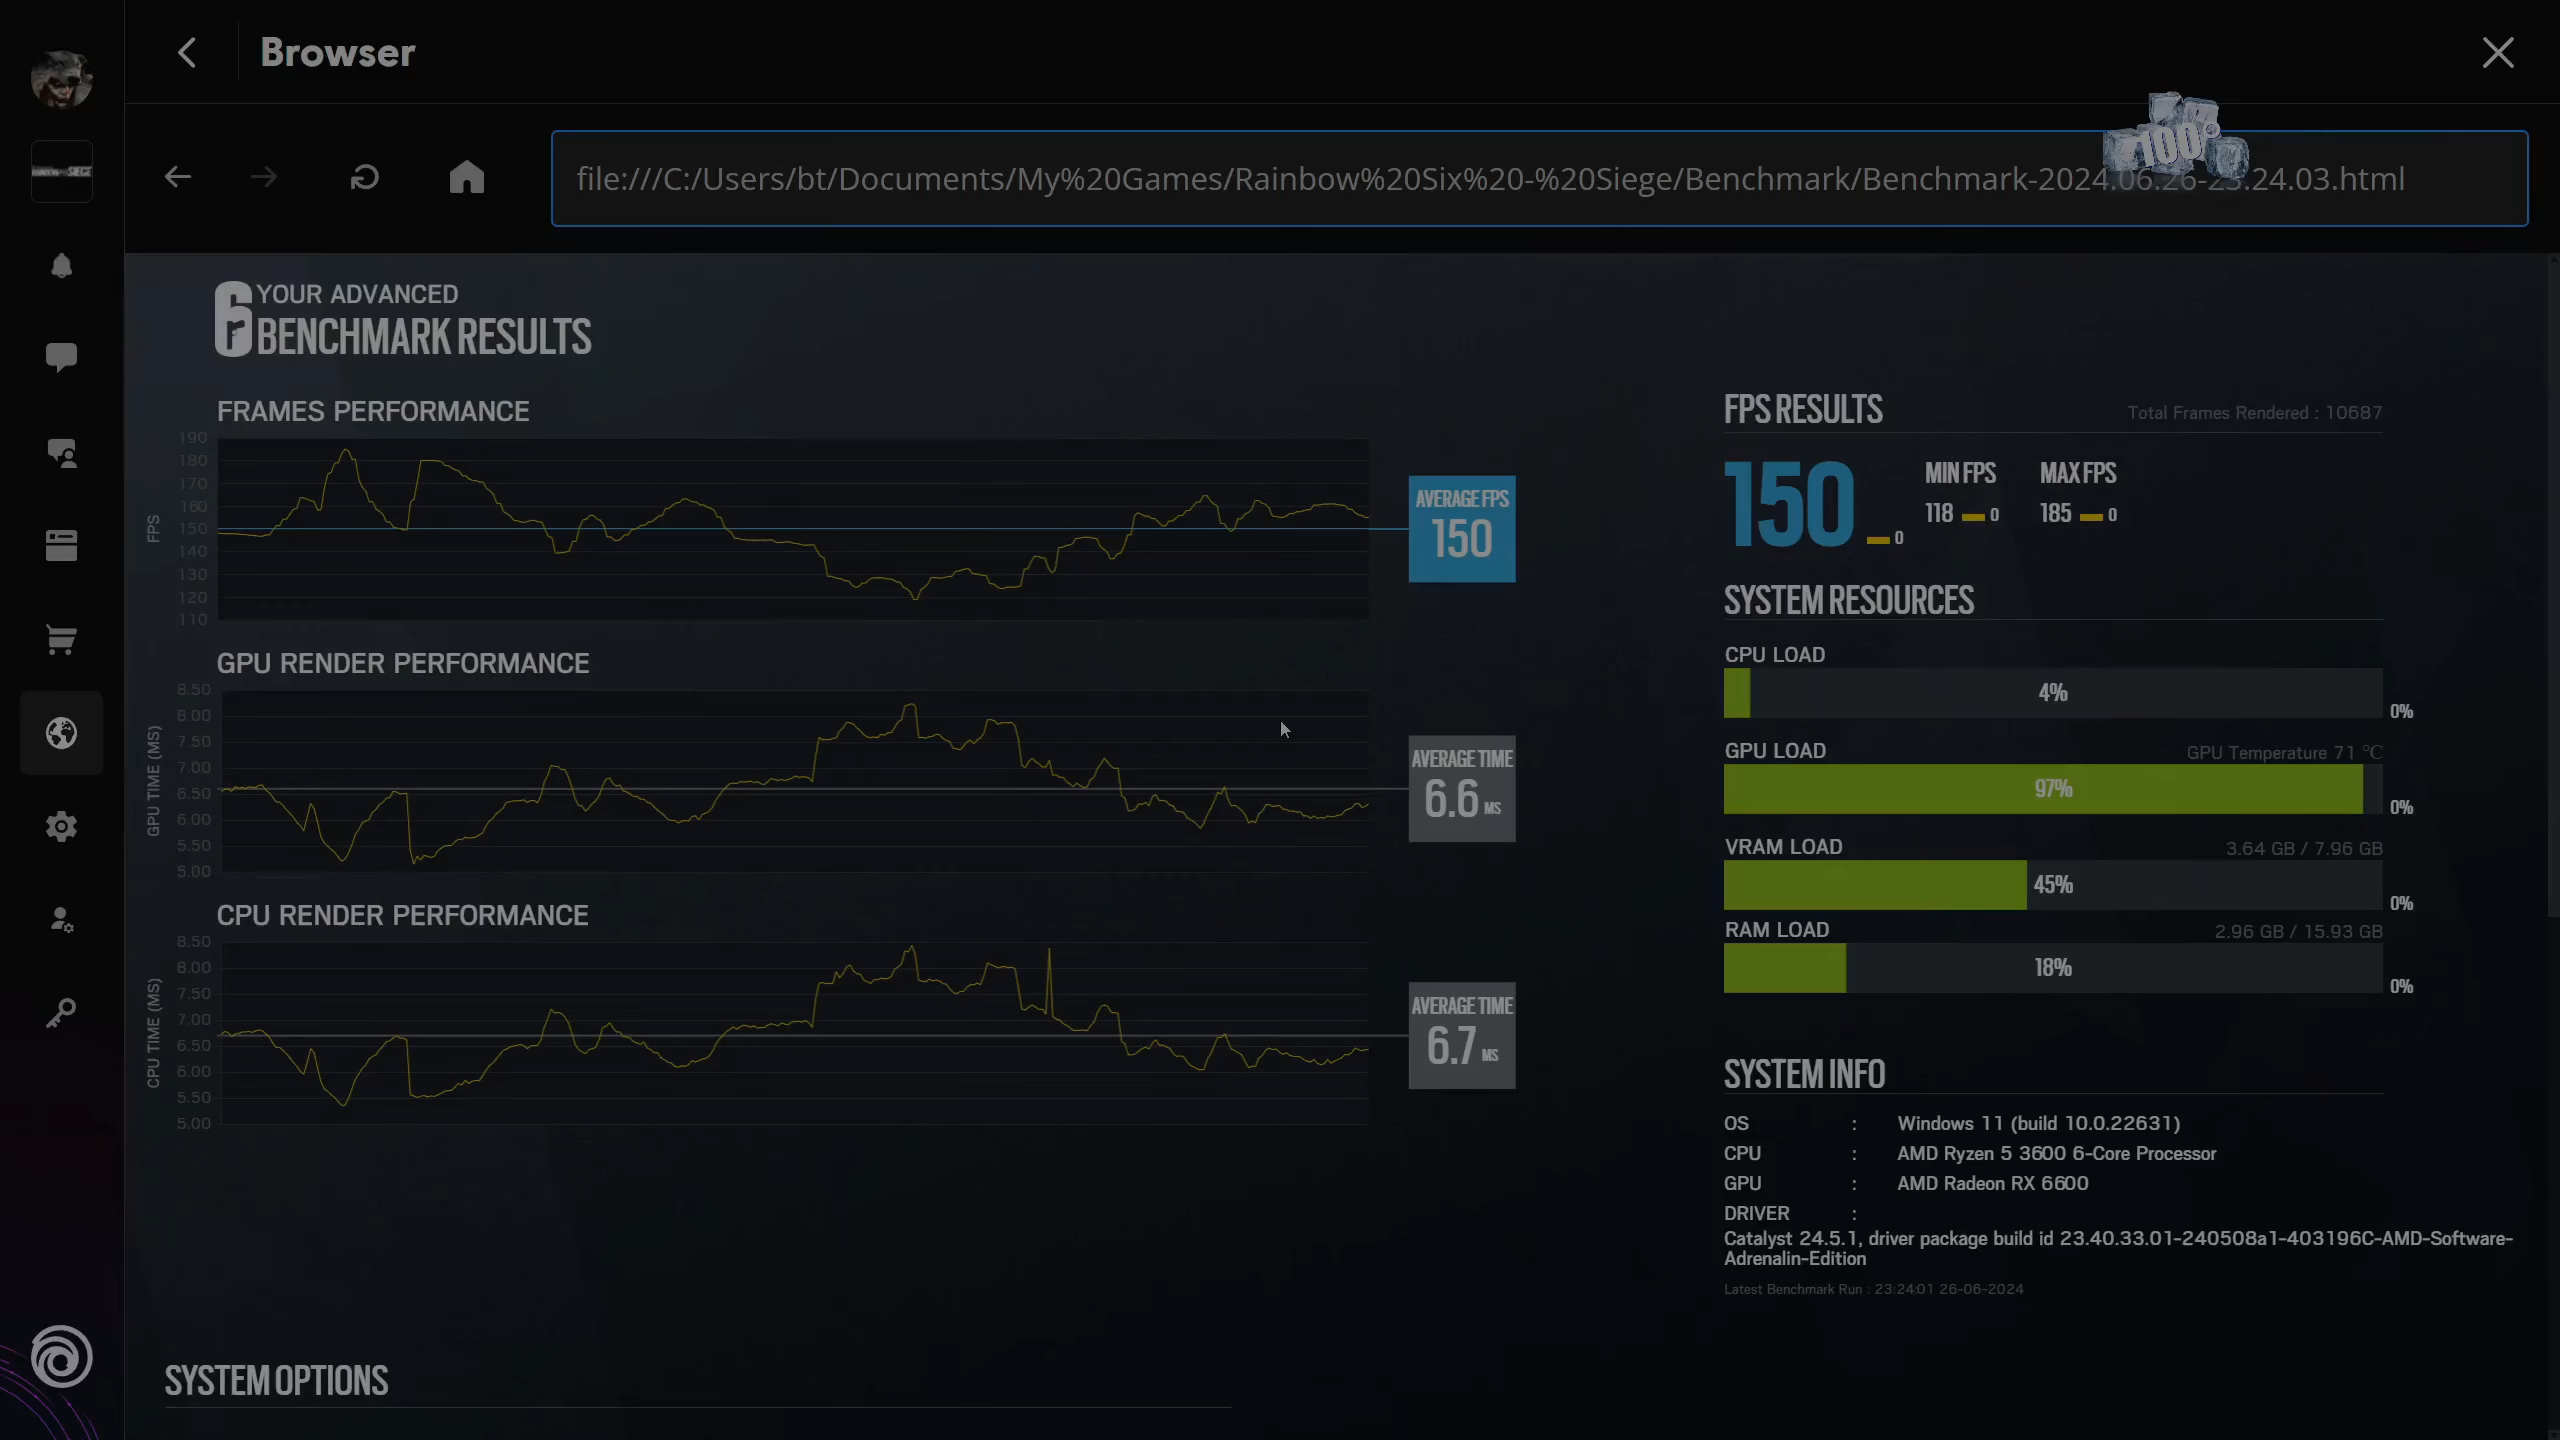 Browser
100°
file:///C:/Users/bt/Documents/My%20Games/Rainbow%20Six%20-%20Siege/Benchmark/Benchmark-2024.06.26-23.24.03.html
YOUR ADVANCED
BENCHMARK RESULTS
FRAMES PERFORMANCE
190
180
170
160
150
140
130
120
110
FPS
AVERAGE FPS
150
GPU RENDER PERFORMANCE
8.50
8.00
7.50
7.00
6.50
6.00
5.50
5.00
GPU TIME (MS)
AVERAGE TIME
6.6 MS
CPU RENDER PERFORMANCE
8.50
8.00
7.50
7.00
6.50
6.00
5.50
5.00
CPU TIME (MS)
AVERAGE TIME
6.7 MS
FPS RESULTS
Total Frames Rendered : 10687
150 0
MIN FPS
118 0
MAX FPS
185 0
SYSTEM RESOURCES
CPU LOAD
4%
0%
GPU LOAD
GPU Temperature 71 °C
97%
0%
VRAM LOAD
3.64 GB / 7.96 GB
45%
0%
RAM LOAD
2.96 GB / 15.93 GB
18%
0%
SYSTEM INFO
OS : Windows 11 (build 10.0.22631)
CPU : AMD Ryzen 5 3600 6-Core Processor
GPU : AMD Radeon RX 6600
DRIVER :
Catalyst 24.5.1, driver package build id 23.40.33.01-240508a1-403196C-AMD-Software-
Adrenalin-Edition
Latest Benchmark Run : 23:24:01 26-06-2024
SYSTEM OPTIONS